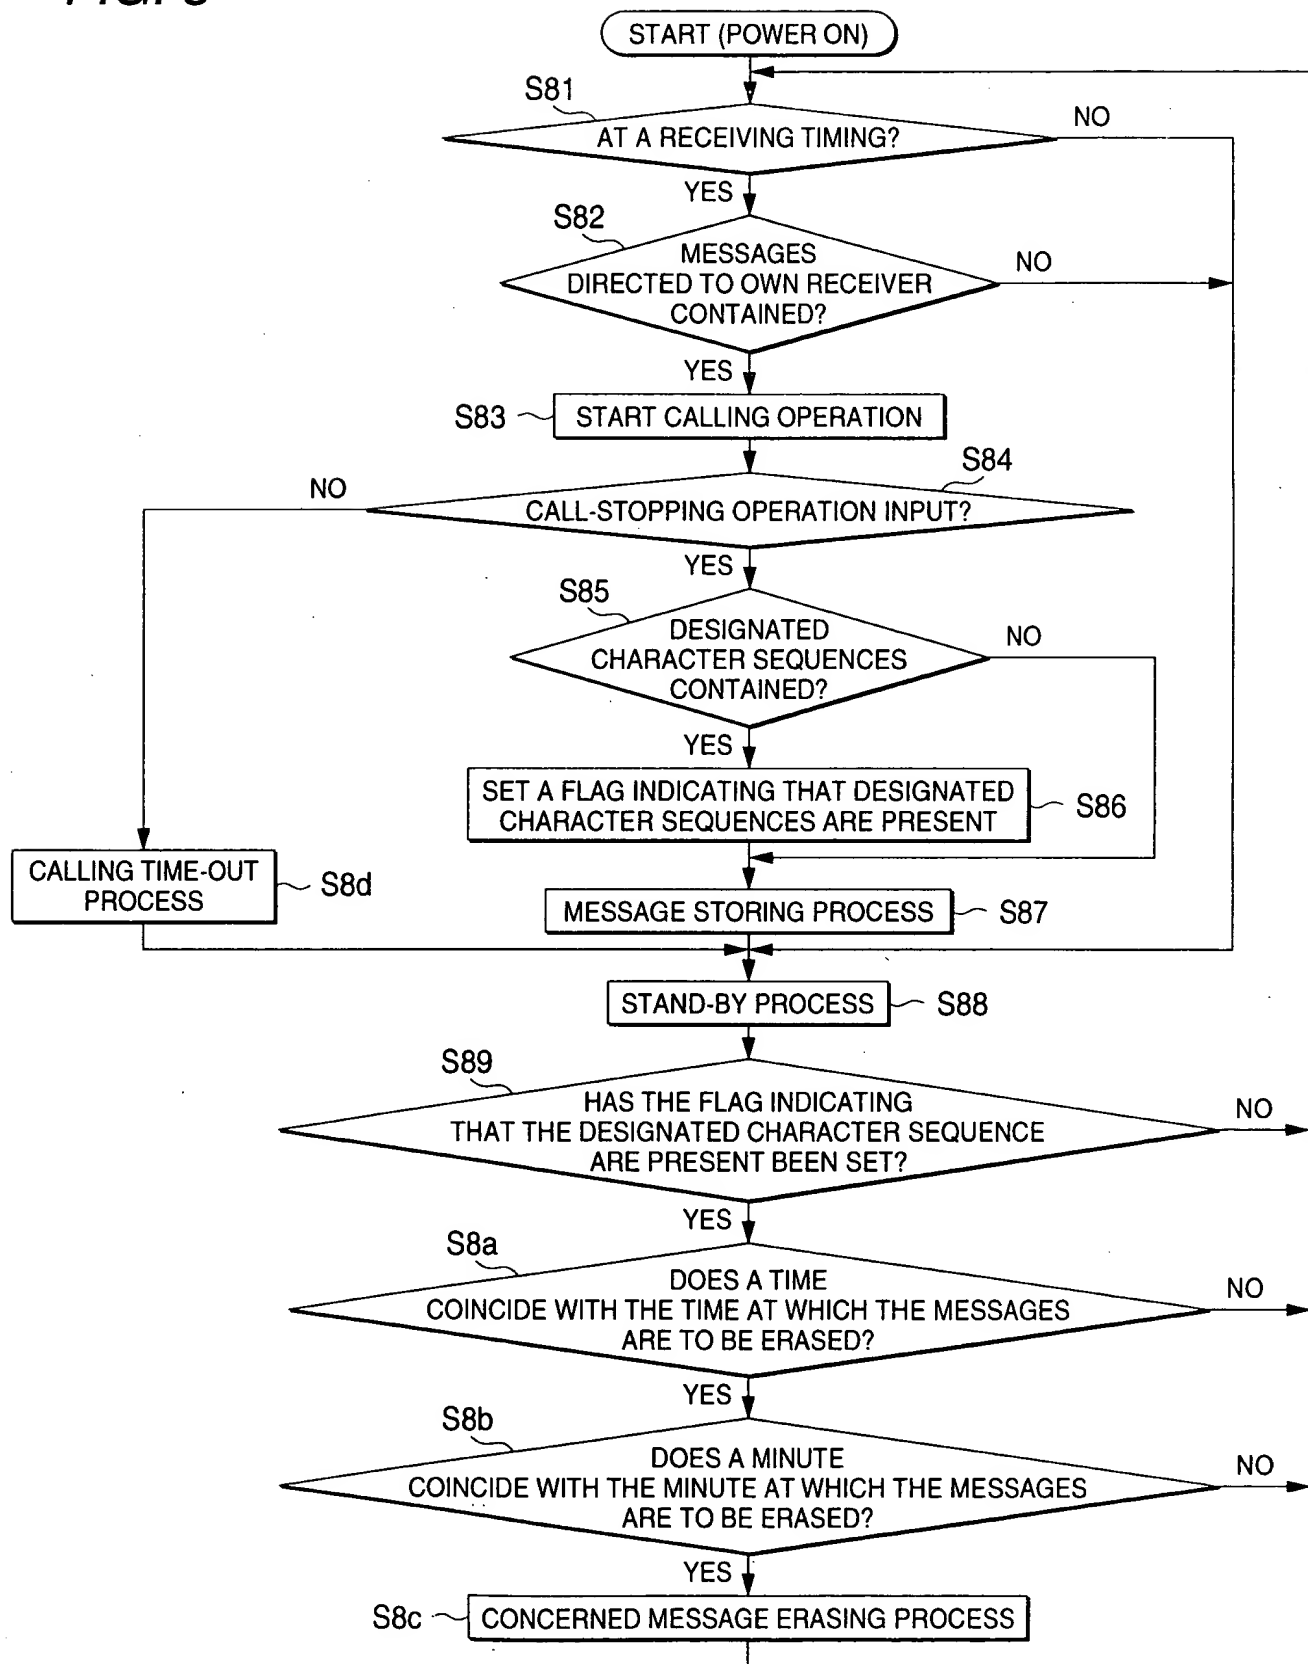 START (POWER ON)
S81
AT A RECEIVING TIMING?
NO
YES
S82
MESSAGES
DIRECTED TO OWN RECEIVER
CONTAINED?
NO
YES
S83
START CALLING OPERATION
S84
NO
CALL-STOPPING OPERATION INPUT?
YES
S85
DESIGNATED
CHARACTER SEQUENCES
CONTAINED?
NO
YES
SET A FLAG INDICATING THAT DESIGNATED
CHARACTER SEQUENCES ARE PRESENT
S86
CALLING TIME-OUT
PROCESS
S8d
MESSAGE STORING PROCESS
S87
STAND-BY PROCESS
S88
S89
HAS THE FLAG INDICATING
THAT THE DESIGNATED CHARACTER SEQUENCE
ARE PRESENT BEEN SET?
NO
YES
S8a
DOES A TIME
COINCIDE WITH THE TIME AT WHICH THE MESSAGES
ARE TO BE ERASED?
NO
YES
S8b
DOES A MINUTE
COINCIDE WITH THE MINUTE AT WHICH THE MESSAGES
ARE TO BE ERASED?
NO
YES
S8c
CONCERNED MESSAGE ERASING PROCESS